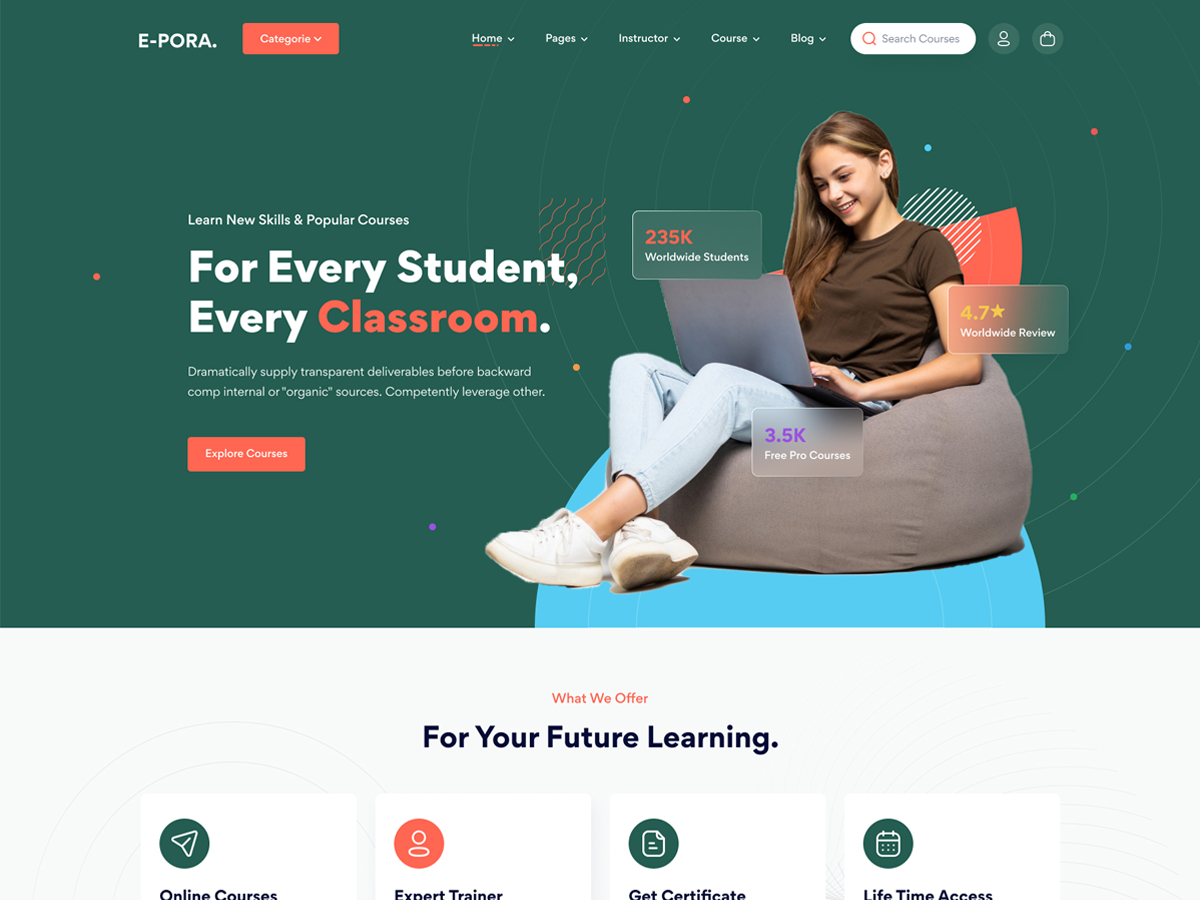 E-PORA.
Categorie
Home
Pages
Instructor
Course
Blog
Search Courses
Learn New Skills & Popular Courses
For Every Student,
Every Classroom.
Dramatically supply transparent deliverables before backward
comp internal or "organic" sources. Competently leverage other.
Explore Courses
235K
Worldwide Students
4.7★
Worldwide Review
3.5K
Free Pro Courses
What We Offer
For Your Future Learning.
Online Courses
Expert Trainer
Get Certificate
Life Time Access